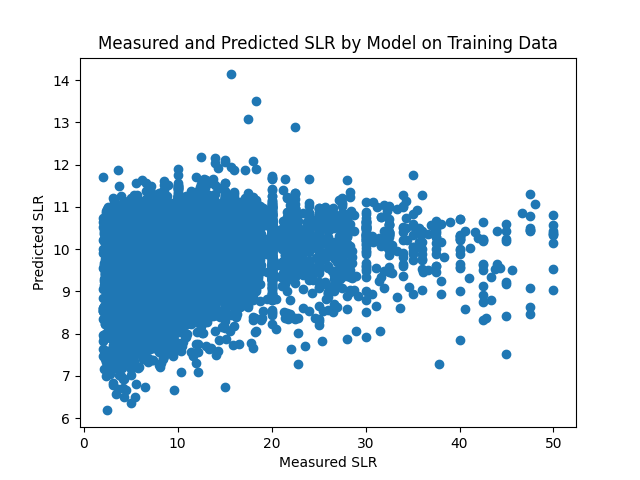 Measured and Predicted SLR by Model on Training Data
14
13
12
11
10
9
8
7
6
Predicted SLR
0 10 20 30 40 50
Measured SLR